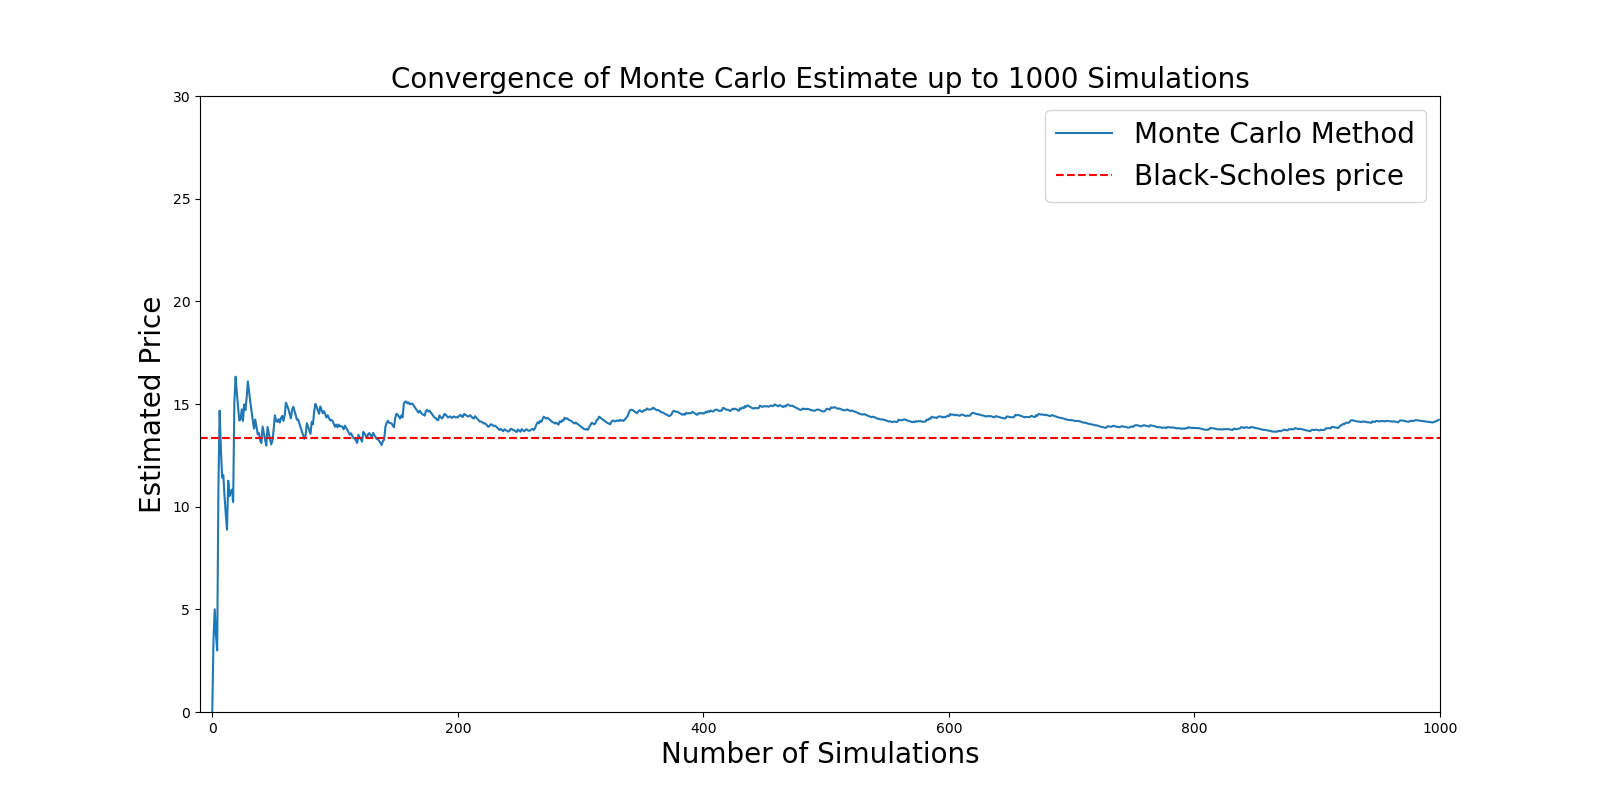 Convergence of Monte Carlo Estimate up to 1000 Simulations
30
25
20
15
10
5
0
Estimated Price
Monte Carlo Method
Black-Scholes price
0 200 400 600 800 1000
Number of Simulations